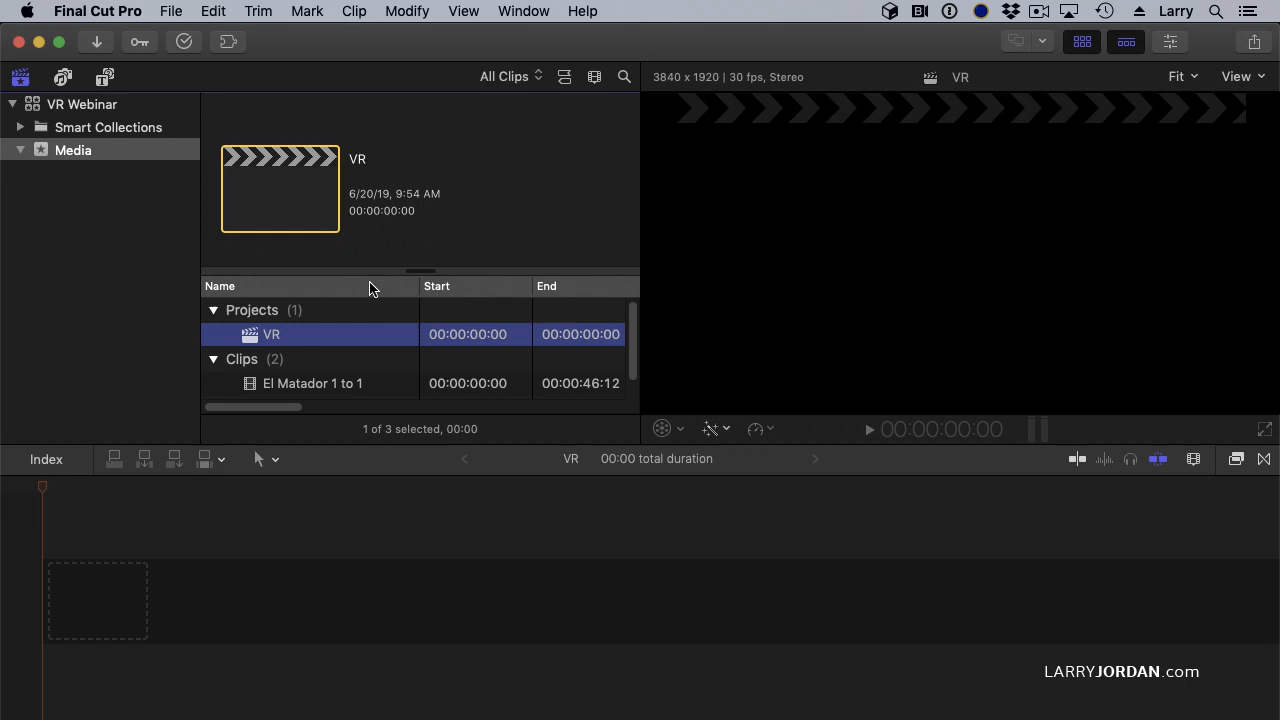 Final Cut Pro File Edit Trim Mark Clip Modify View Window Help Larry
All Clips
3840 x 1920 | 30 fps, Stereo VR Fit View
VR Webinar
Smart Collections
Media
VR
6/20/19, 9:54 AM
00:00:00:00
Name Start End
Projects (1)
VR 00:00:00:00 00:00:00:00
Clips (2)
El Matador 1 to 1 00:00:00:00 00:00:46:12
1 of 3 selected, 00:00
00:00:00:00
Index VR 00:00 total duration
LARRYJORDAN.com